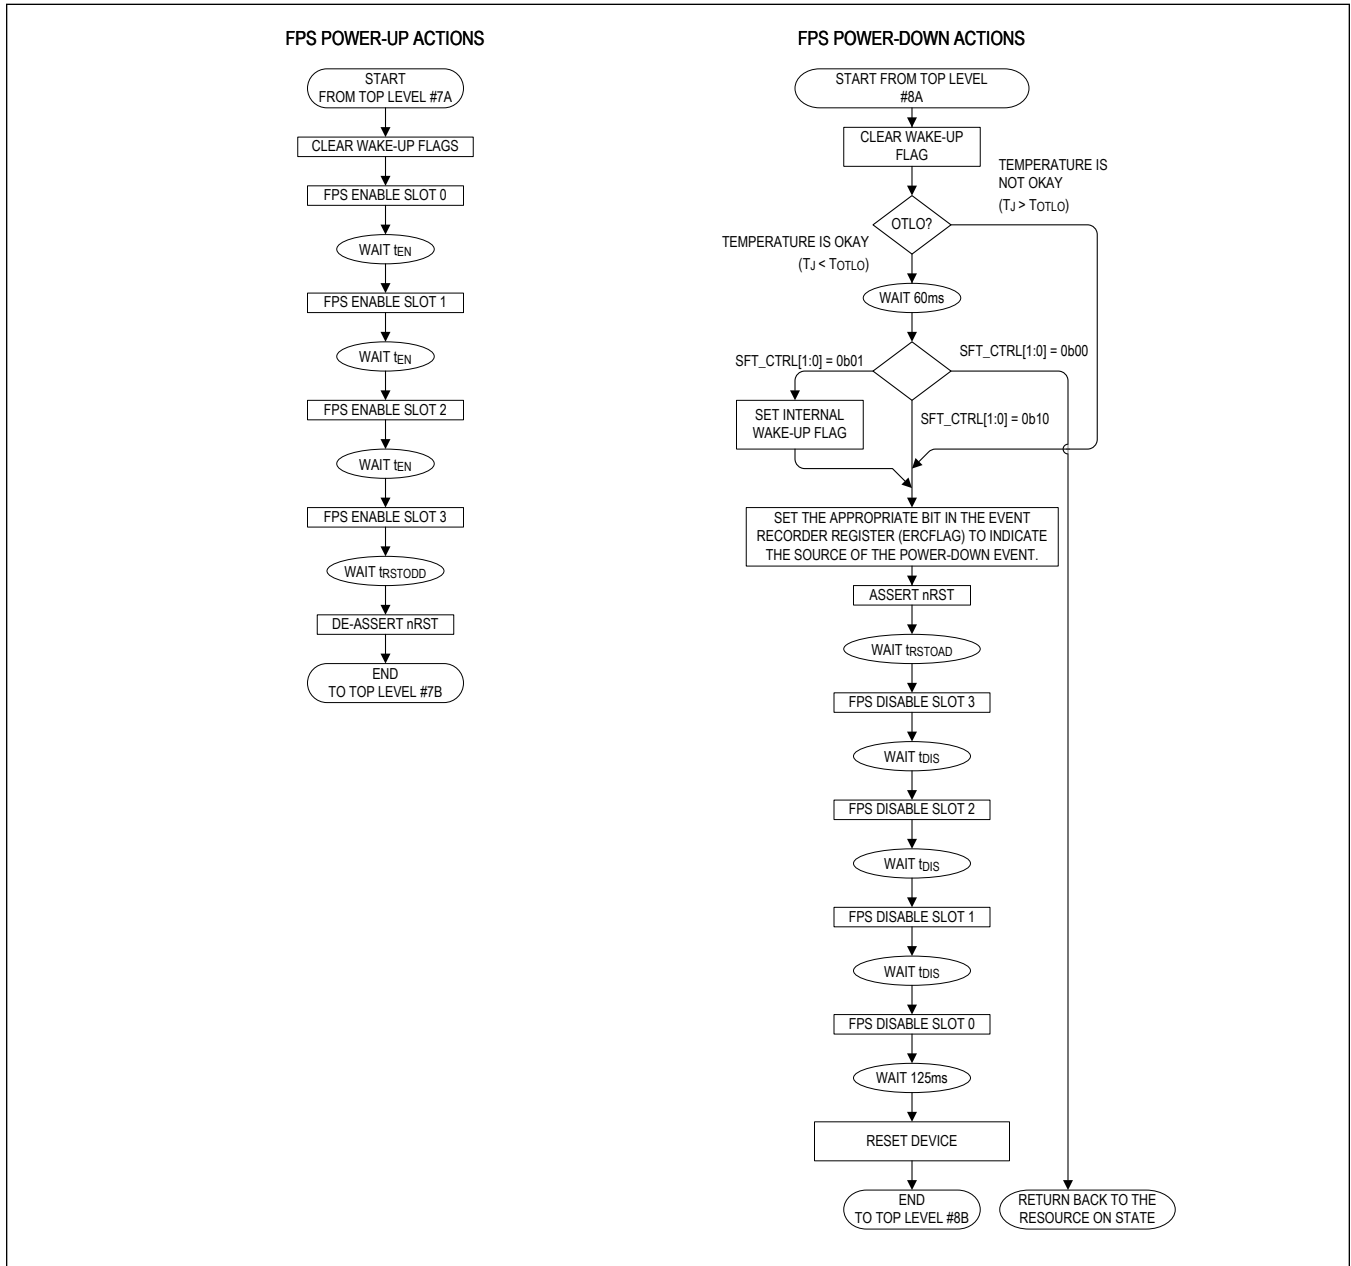 FPS POWER-UP ACTIONS
START
FROM TOP LEVEL #7A
CLEAR WAKE-UP FLAGS
FPS ENABLE SLOT 0
WAIT tEN
FPS ENABLE SLOT 1
WAIT tEN
FPS ENABLE SLOT 2
WAIT tEN
FPS ENABLE SLOT 3
WAIT tRSTODD
DE-ASSERT nRST
END
TO TOP LEVEL #7B
FPS POWER-DOWN ACTIONS
START FROM TOP LEVEL
#8A
CLEAR WAKE-UP
FLAG
TEMPERATURE IS
NOT OKAY
(TJ > TOTLO)
OTLO?
TEMPERATURE IS OKAY
(TJ < TOTLO)
WAIT 60ms
SFT_CTRL[1:0] = 0b01
SFT_CTRL[1:0] = 0b00
SET INTERNAL
WAKE-UP FLAG
SFT_CTRL[1:0] = 0b10
SET THE APPROPRIATE BIT IN THE EVENT
RECORDER REGISTER (ERCFLAG) TO INDICATE
THE SOURCE OF THE POWER-DOWN EVENT.
ASSERT nRST
WAIT tRSTOAD
FPS DISABLE SLOT 3
WAIT tDIS
FPS DISABLE SLOT 2
WAIT tDIS
FPS DISABLE SLOT 1
WAIT tDIS
FPS DISABLE SLOT 0
WAIT 125ms
RESET DEVICE
END
TO TOP LEVEL #8B
RETURN BACK TO THE
RESOURCE ON STATE